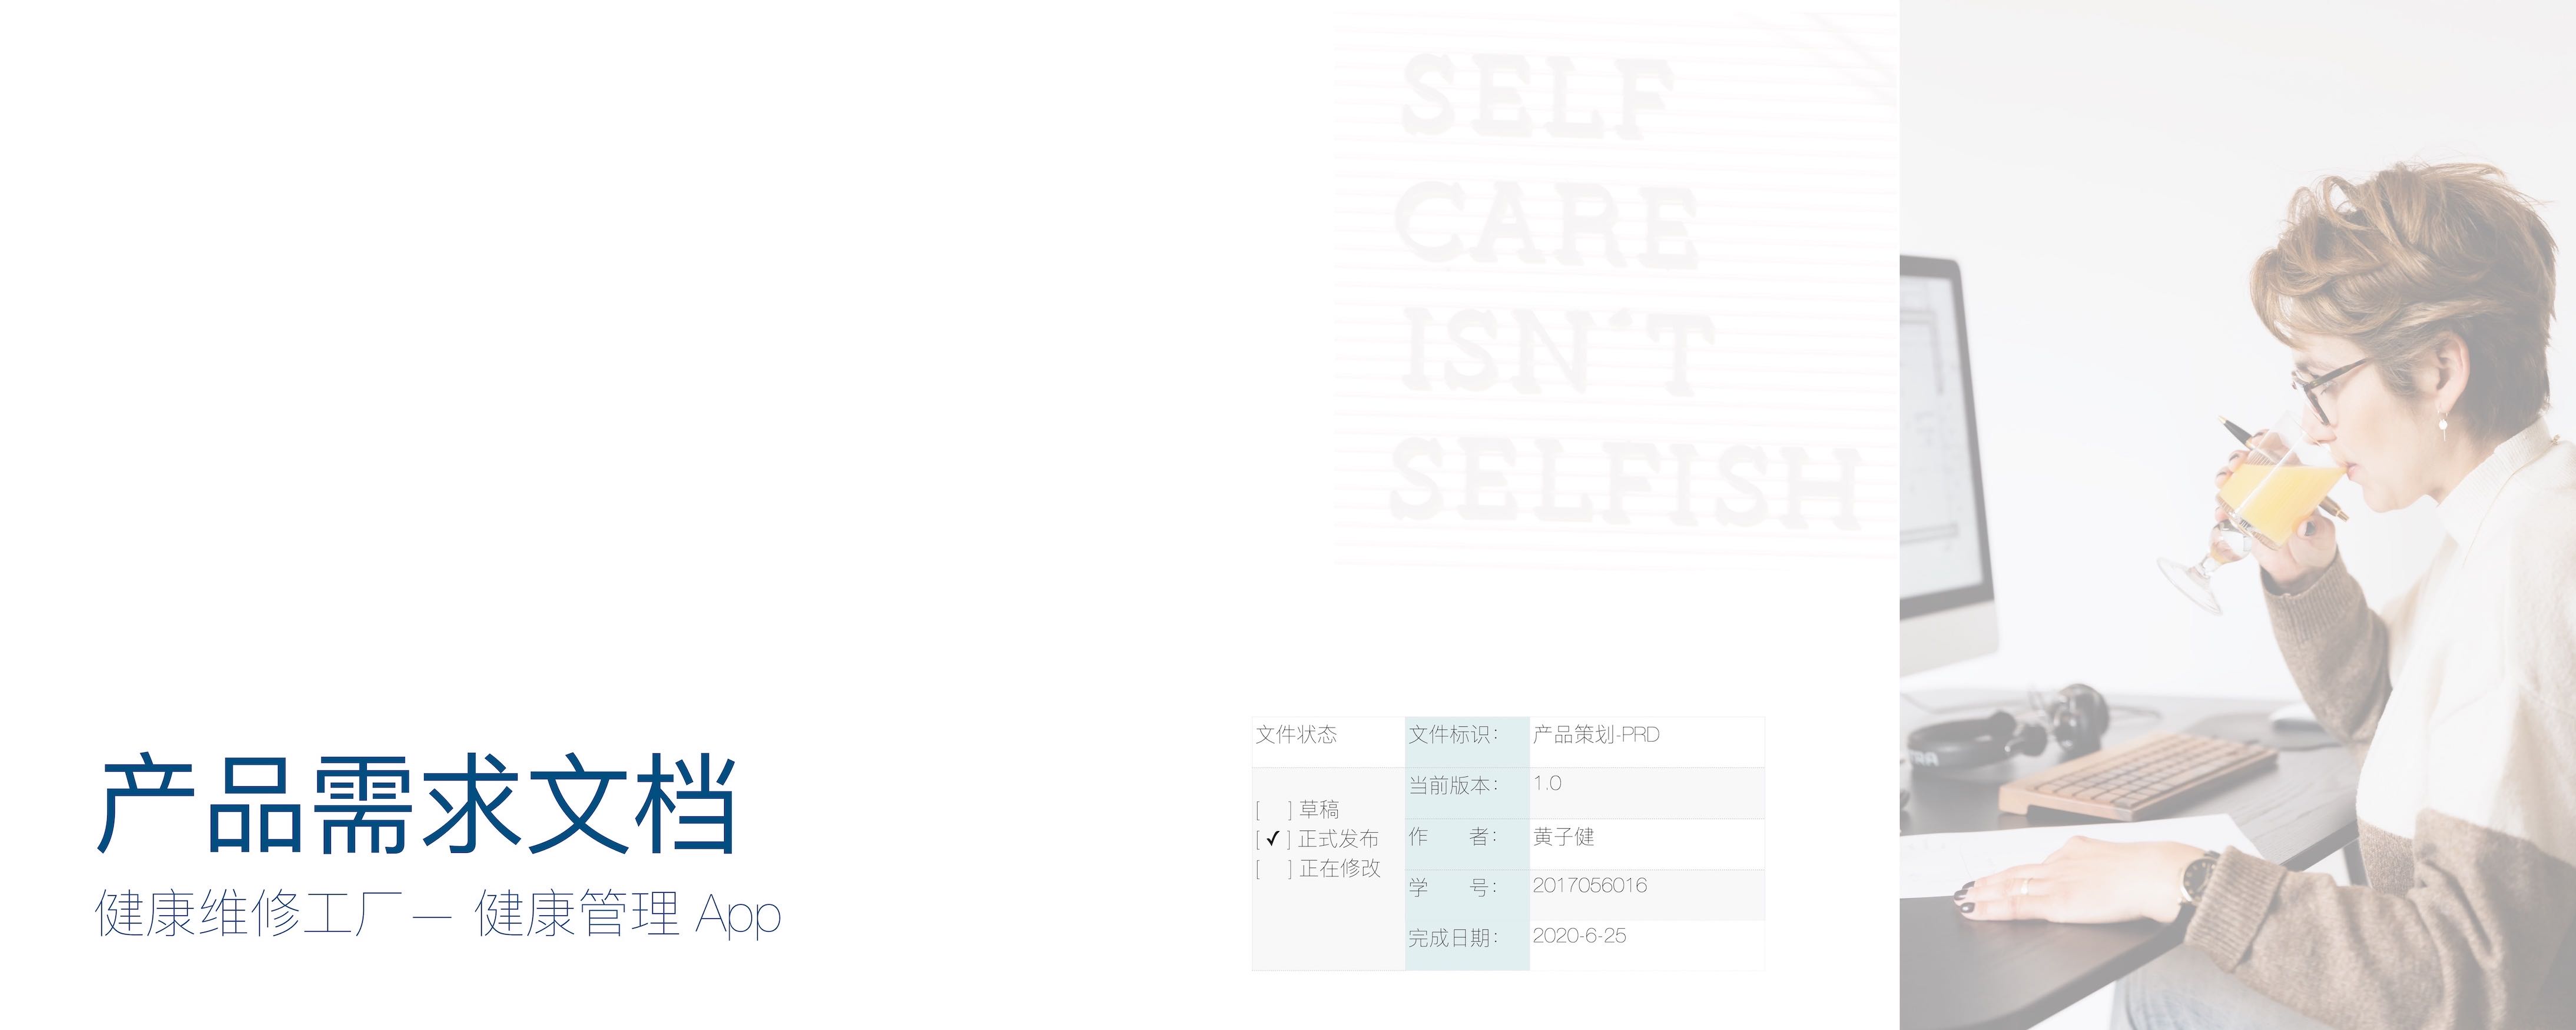 SELF
CARE
ISN'T
SELFISH
产品需求文档
健康维修工厂— 健康管理 App
文件状态
[ ] 草稿
[✓] 正式发布
[ ] 正在修改
文件标识： 产品策划-PRD
当前版本： 1.0
作 者： 黄子健
学 号： 2017056016
完成日期： 2020-6-25